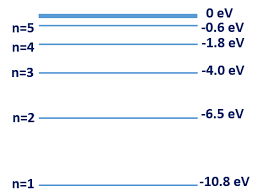 0 eV
n=5 -0.6 eV
n=4 -1.8 eV
n=3 -4.0 eV
n=2 -6.5 eV
n=1 -10.8 eV